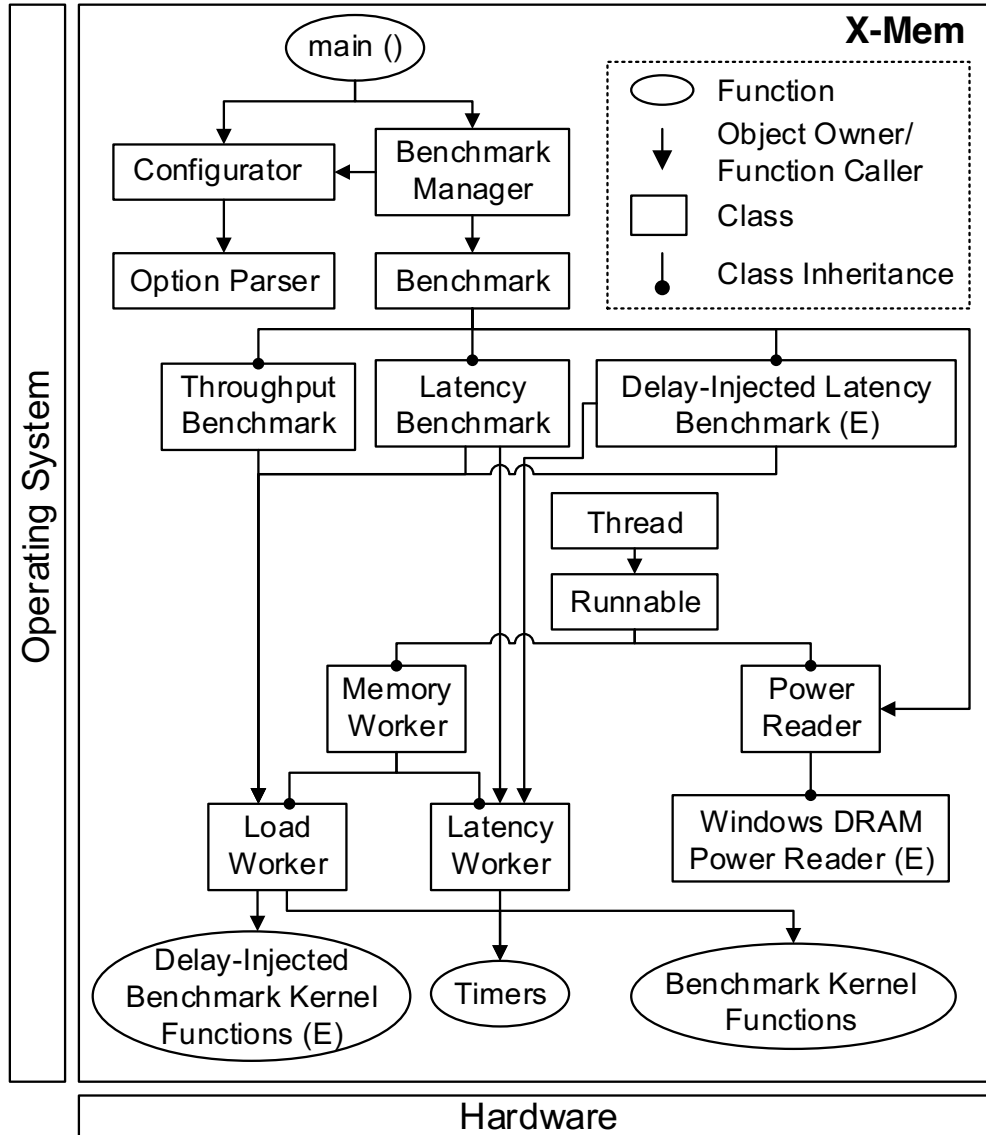 X-Mem
main ()
Function
Object Owner/
Function Caller
Class
Class Inheritance
Configurator
Benchmark
Manager
Option Parser
Benchmark
Throughput
Benchmark
Latency
Benchmark
Delay-Injected Latency
Benchmark (E)
Operating System
Thread
Runnable
Memory
Worker
Power
Reader
Load
Worker
Latency
Worker
Windows DRAM
Power Reader (E)
Delay-Injected
Benchmark Kernel
Functions (E)
Timers
Benchmark Kernel
Functions
Hardware